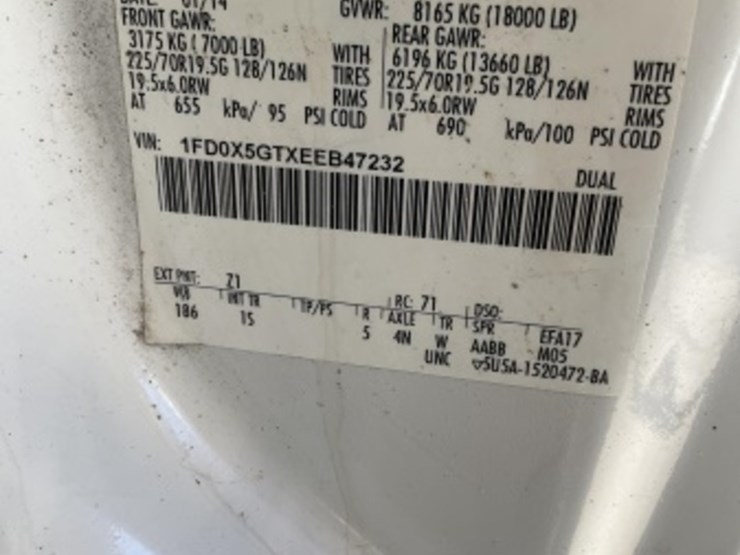 DATE: 01/14
GVWR: 8165 KG (18000 LB)
FRONT GAWR:
3175 KG ( 7000 LB)
225/70R19.5G 128/126N
19.5x6.0RW
AT 655 kPa/ 95 PSI COLD
WITH
TIRES
RIMS
REAR GAWR:
6196 KG (13660 LB)
225/70R19.5G 128/126N
19.5x6.0RW
AT 690 kPa/100 PSI COLD
WITH
TIRES
RIMS
VIN: 1FD0X5GTXEEB47232
DUAL
EXT PNT: Z1 RC: 71 DSO:
WB INT TR TP/PS R AXLE TR SPR EFA17
186 15 5 4N W AABB M05
UNC ▽5U5A-1520472-BA